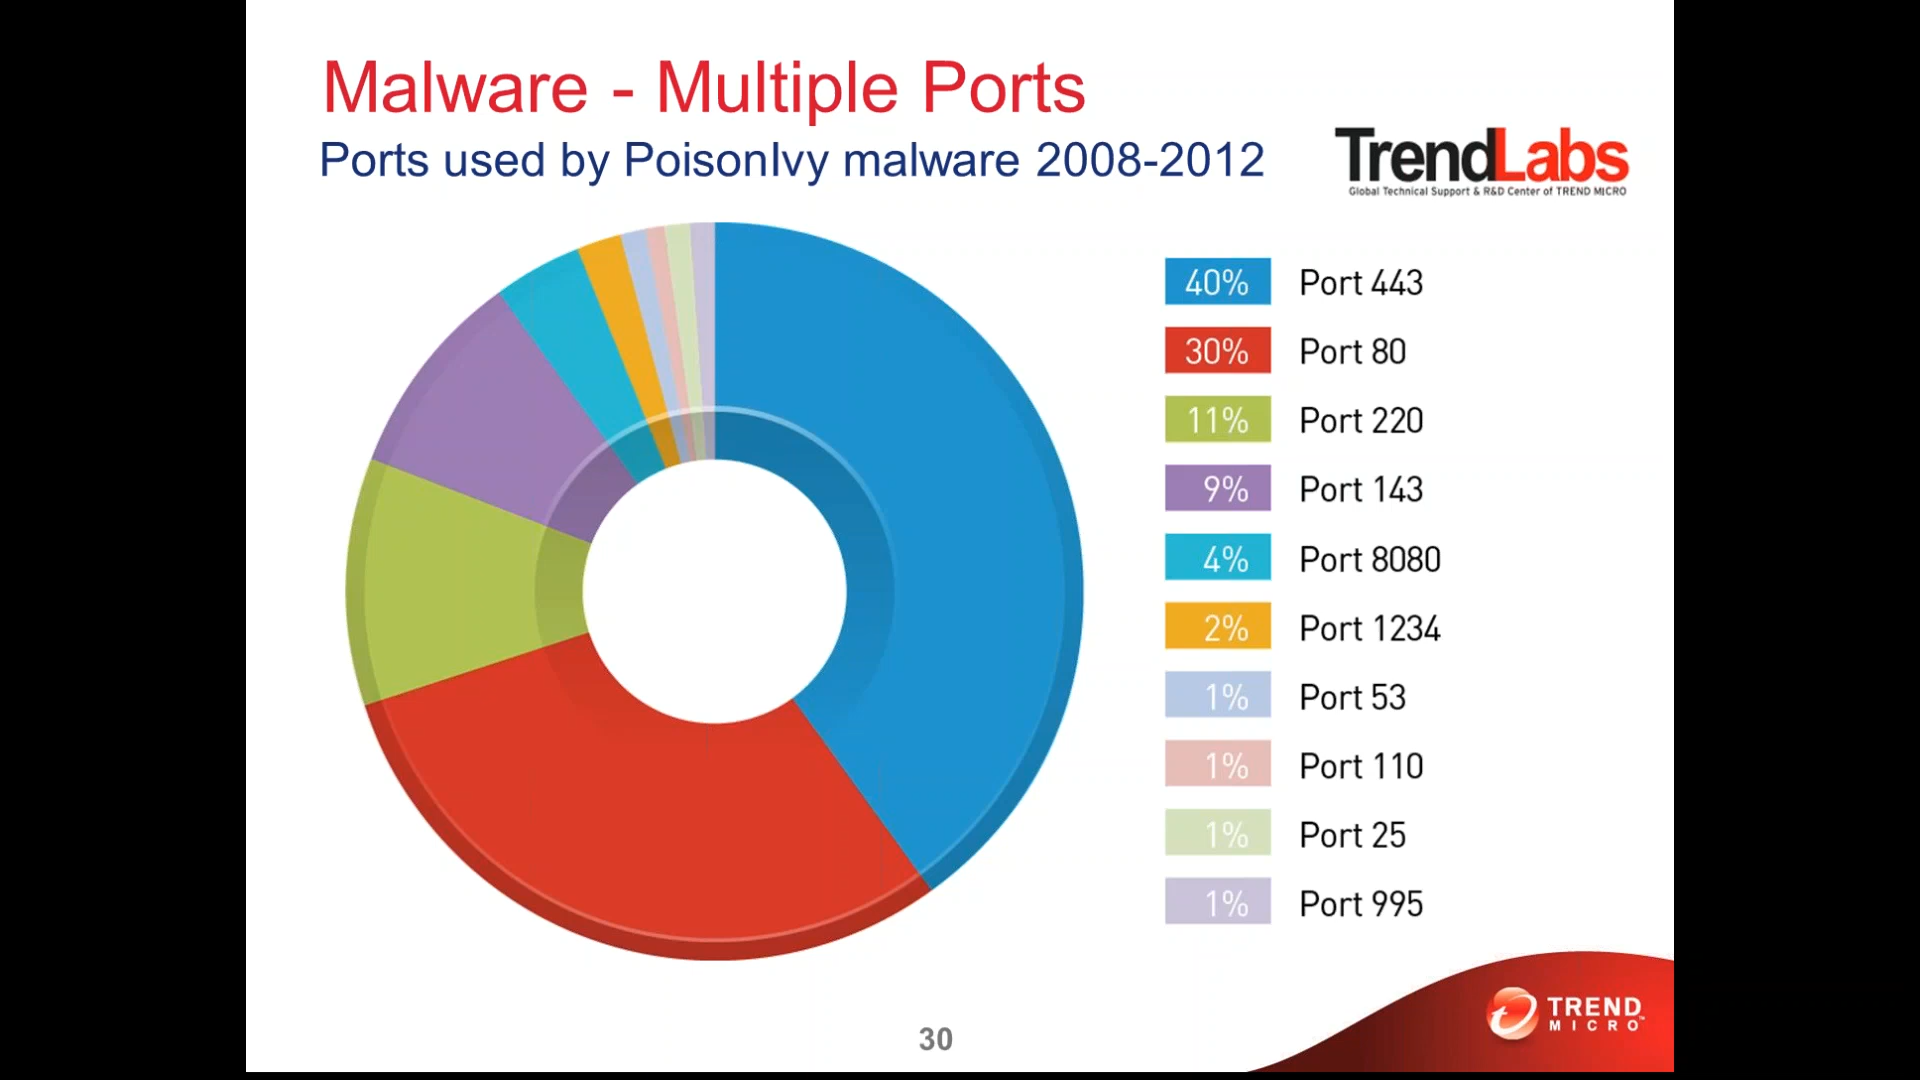 Malware - Multiple Ports
Ports used by PoisonIvy malware 2008-2012
TrendLabs
Global Technical Support & R&D Center of TREND MICRO
40% Port 443
30% Port 80
11% Port 220
9% Port 143
4% Port 8080
2% Port 1234
1% Port 53
1% Port 110
1% Port 25
1% Port 995
TREND
MICRO™
30